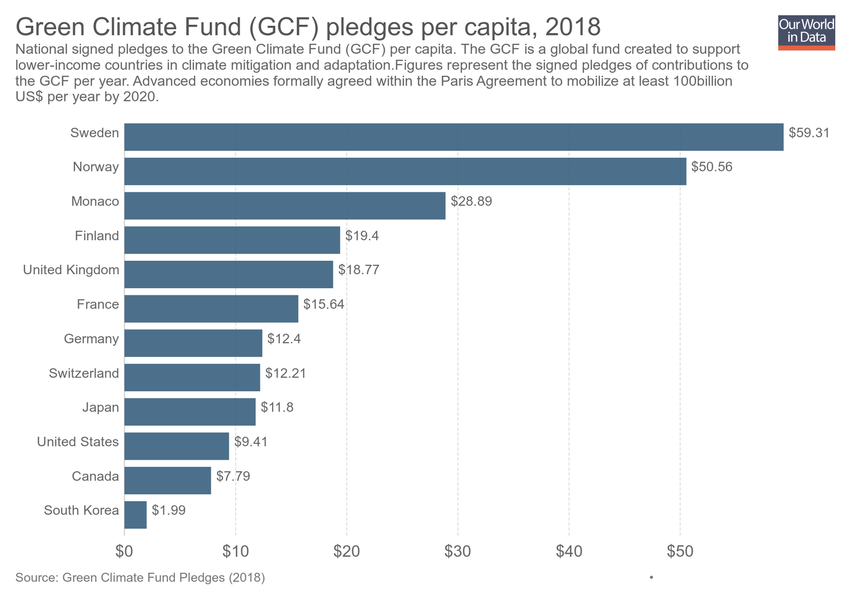 Green Climate Fund (GCF) pledges per capita, 2018
Our World
in Data
National signed pledges to the Green Climate Fund (GCF) per capita. The GCF is a global fund created to support
lower-income countries in climate mitigation and adaptation.Figures represent the signed pledges of contributions to
the GCF per year. Advanced economies formally agreed within the Paris Agreement to mobilize at least 100billion
US$ per year by 2020.
Sweden $59.31
Norway $50.56
Monaco $28.89
Finland $19.4
United Kingdom $18.77
France $15.64
Germany $12.4
Switzerland $12.21
Japan $11.8
United States $9.41
Canada $7.79
South Korea $1.99
$0 $10 $20 $30 $40 $50
Source: Green Climate Fund Pledges (2018) •